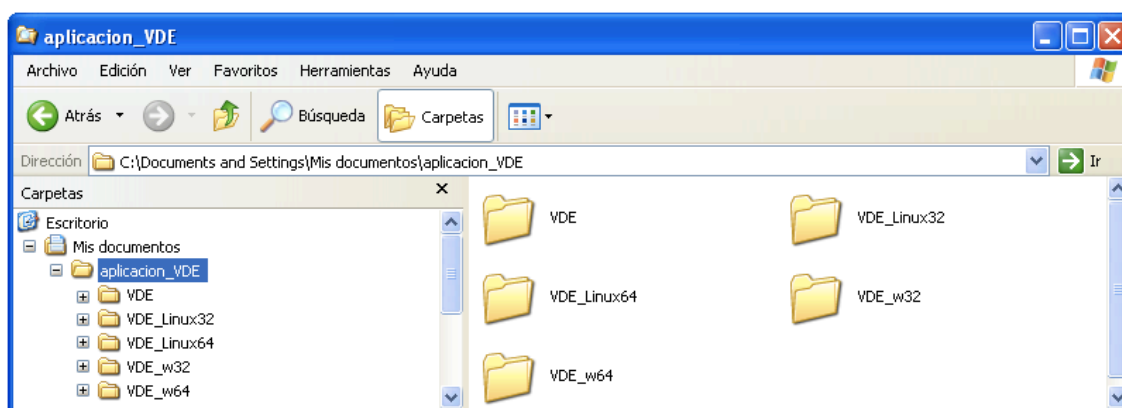 aplicacion_VDE
Archivo Edición Ver Favoritos Herramientas Ayuda
Atrás Búsqueda Carpetas
Dirección C:\Documents and Settings\Mis documentos\aplicacion_VDE Ir
Carpetas
Escritorio
Mis documentos
aplicacion_VDE
VDE
VDE_Linux32
VDE_Linux64
VDE_w32
VDE_w64
VDE VDE_Linux32
VDE_Linux64 VDE_w32
VDE_w64